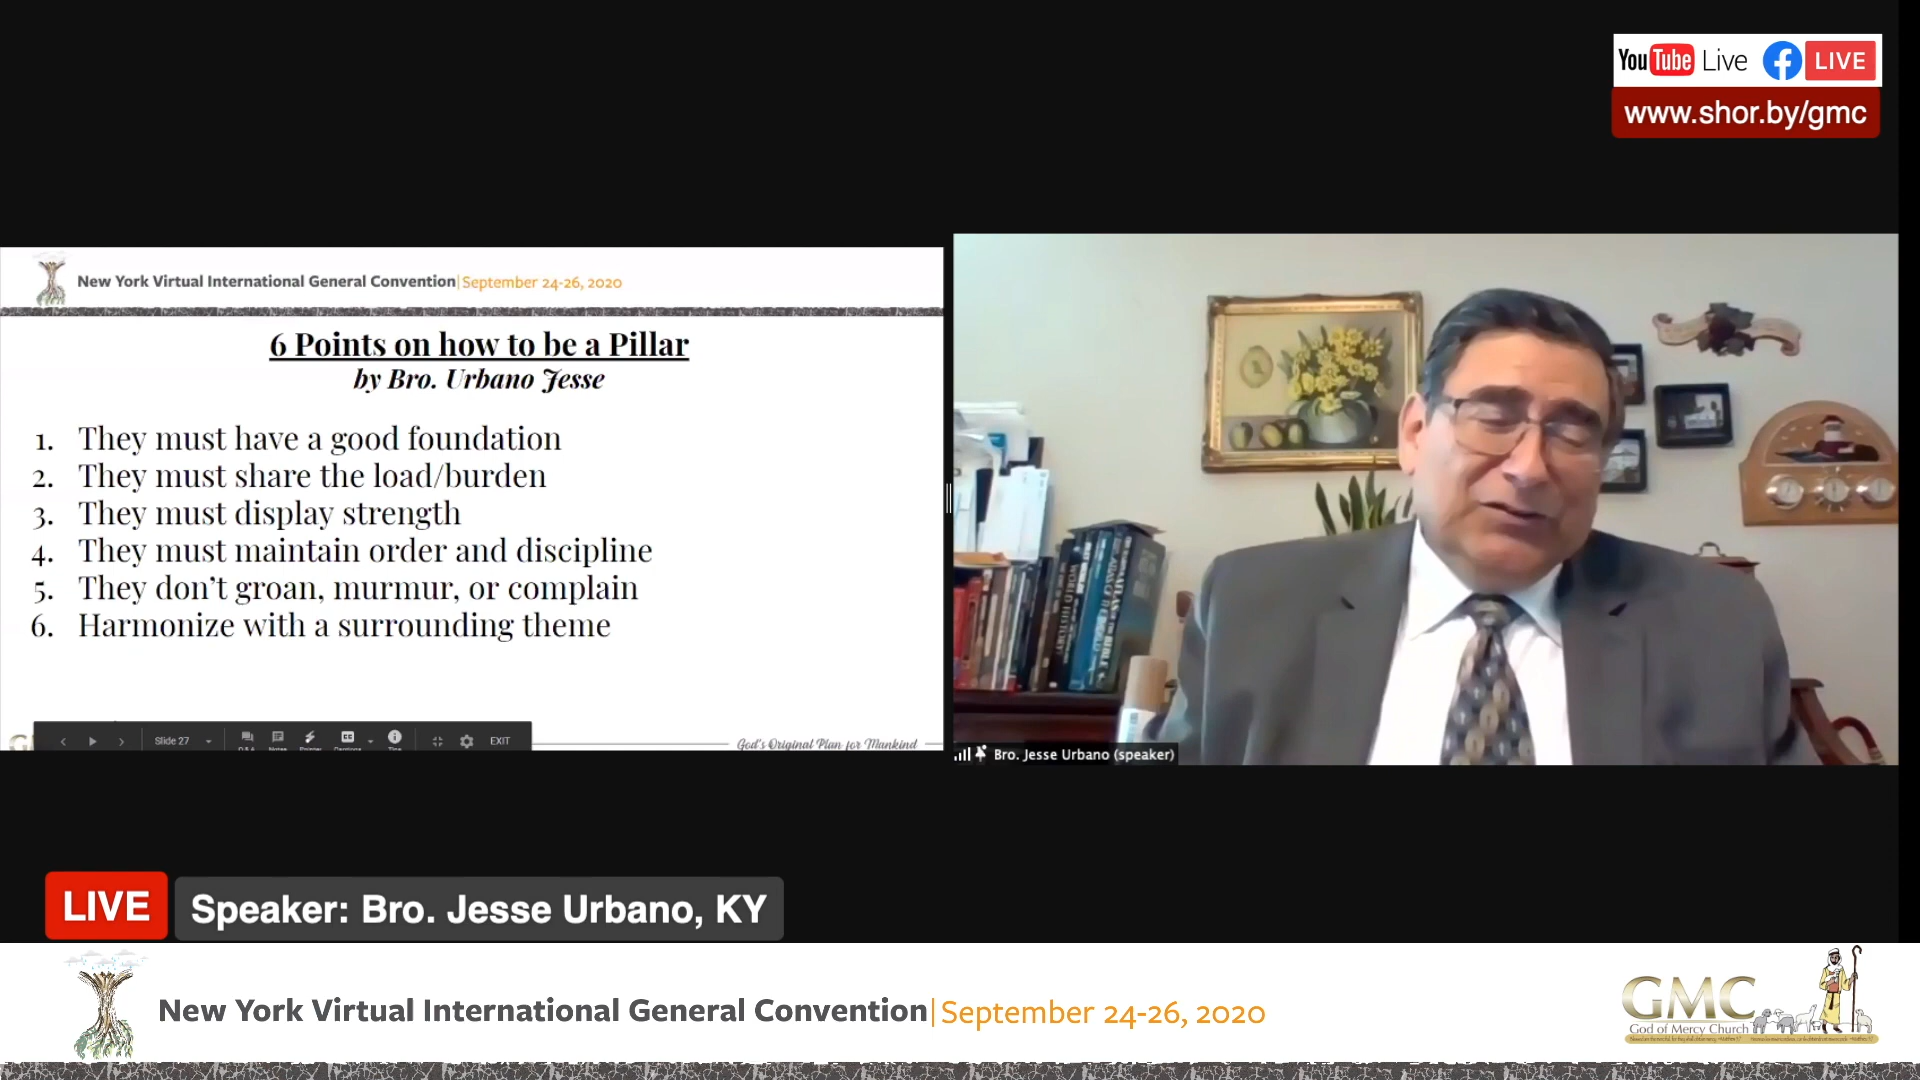 YouTube Live LIVE
www.shor.by/gmc
New York Virtual International General Convention| September 24-26, 2020
6 Points on how to be a Pillar
by Bro. Urbano Jesse
1. They must have a good foundation
2. They must share the load/burden
3. They must display strength
4. They must maintain order and discipline
5. They don't groan, murmur, or complain
6. Harmonize with a surrounding theme
Slide 27
EXIT
God's Original Plan for Mankind
WORLD HISTORY
BIBLE
Bro. Jesse Urbano (speaker)
LIVE Speaker: Bro. Jesse Urbano, KY
New York Virtual International General Convention| September 24-26, 2020
GMC
God of Mercy Church